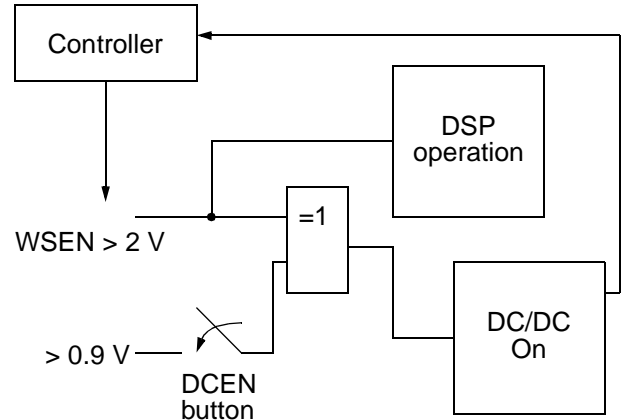 Controller
DSP
operation
=1
WSEN > 2 V
DC/DC
On
> 0.9 V
DCEN
button